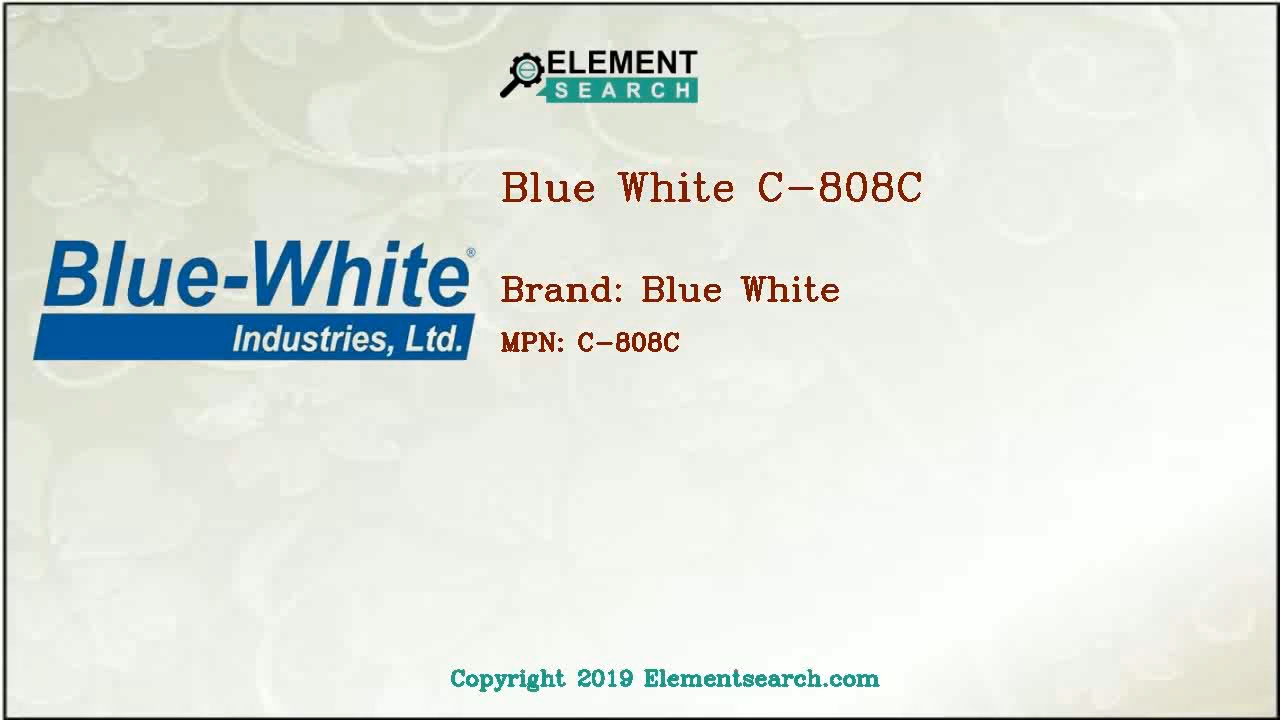 ELEMENT
SEARCH
Blue White C-808C
Blue-White®
Industries, Ltd.
Brand: Blue White
MPN: C-808C
Copyright 2019 Elementsearch.com